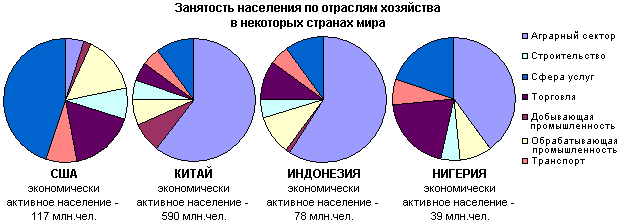 Занятость населения по отраслям хозяйства
в некоторых странах мира
Аграрный сектор
Строительство
Сфера услуг
Торговля
Добывающая
промышленность
Обрабатывающая
промышленность
Транспорт
США
экономически
активное население -
117 млн.чел.
КИТАЙ
экономически
активное население -
590 млн.чел.
ИНДОНЕЗИЯ
экономически
активное население -
78 млн.чел.
НИГЕРИЯ
экономически
активное население -
39 млн.чел.